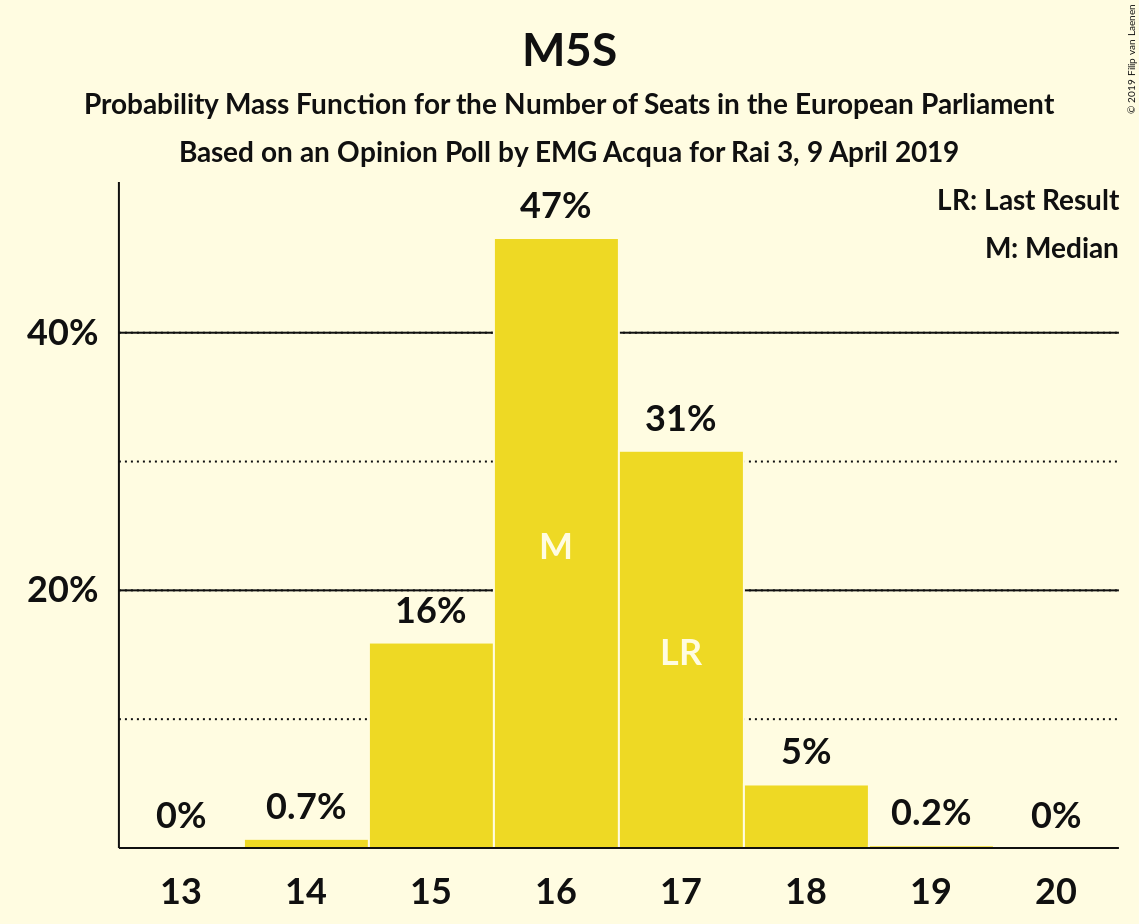 M5S
Probability Mass Function for the Number of Seats in the European Parliament
Based on an Opinion Poll by EMG Acqua for Rai 3, 9 April 2019
© 2019 Filip van Laenen
LR: Last Result
M: Median
47%
40%
31%
M
20%
16%
LR
5%
0%
0.7%
0.2%
0%
13 14 15 16 17 18 19 20